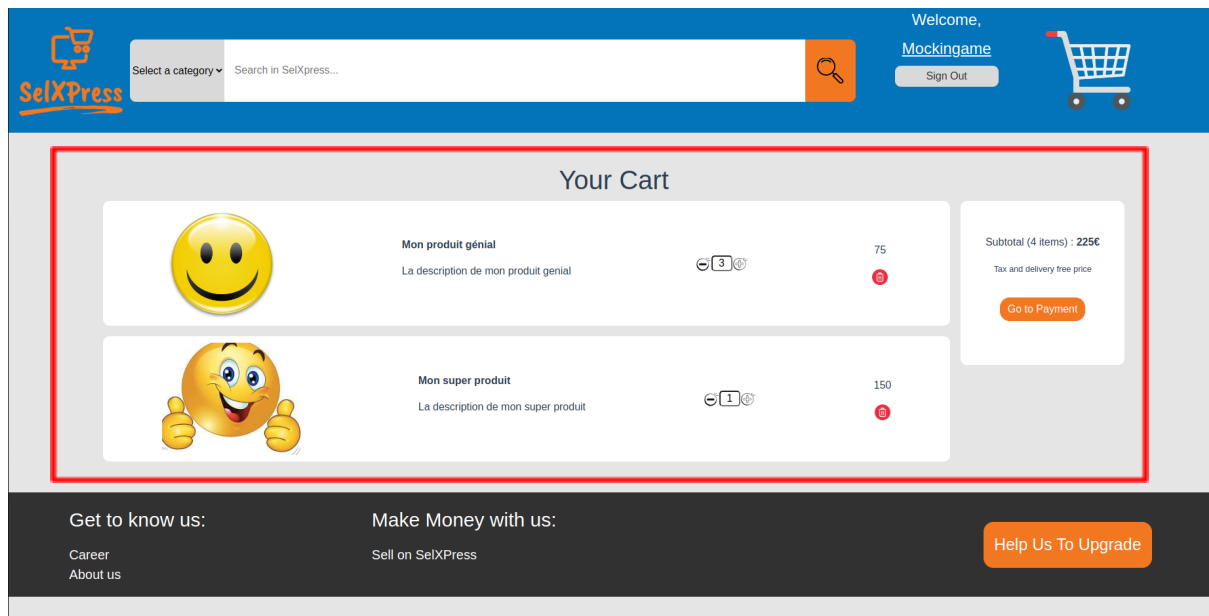 Welcome,
Mockingame
Sign Out
SelXPress
Select a category
Search in SelXpress...
Your Cart
Mon produit génial
La description de mon produit genial
3
75
Subtotal (4 items) : 225€
Tax and delivery free price
Go to Payment
Mon super produit
La description de mon super produit
1
150
Get to know us:
Career
About us
Make Money with us:
Sell on SelXPress
Help Us To Upgrade